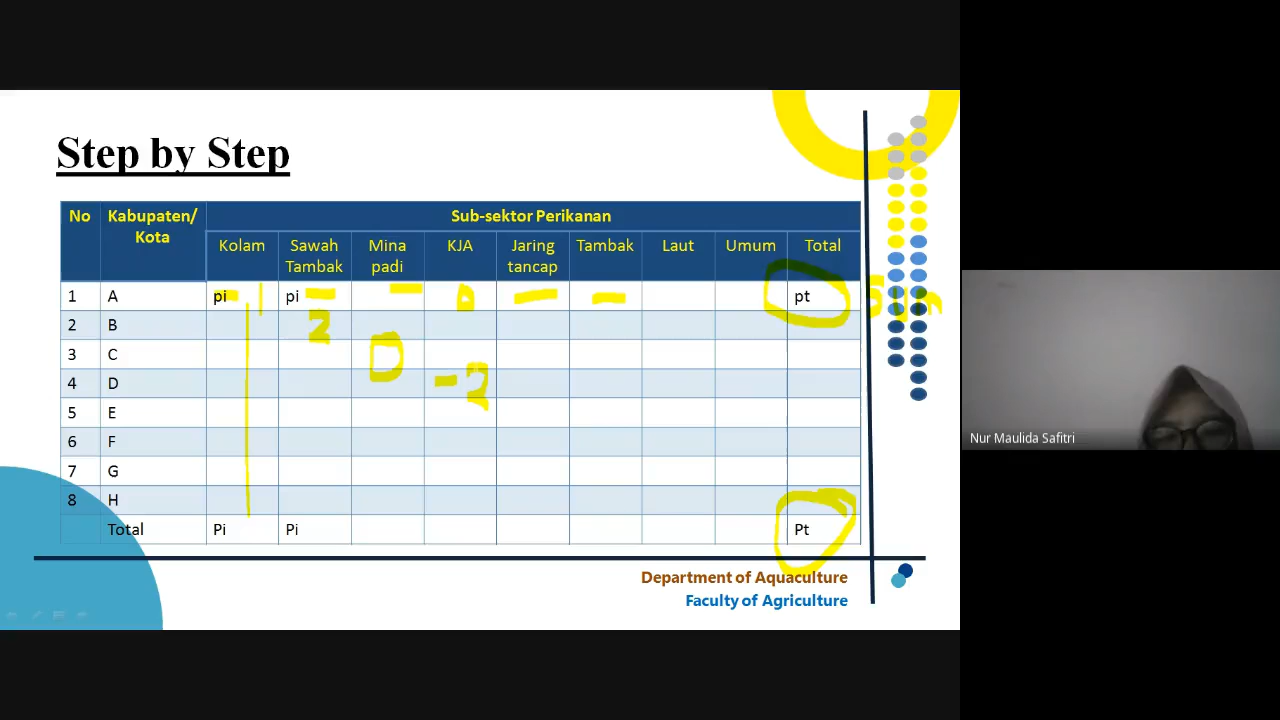 Step by Step
No Kabupaten/ Kota Sub-sektor Perikanan
Kolam Sawah Tambak Mina padi KJA Jaring tancap Tambak Laut Umum Total
1 A pi pi pt
2 B 2
3 C
4 D -2
5 E
6 F
7 G
8 H
Total Pi Pi Pt
Department of Aquaculture
Faculty of Agriculture
Nur Maulida Safitri